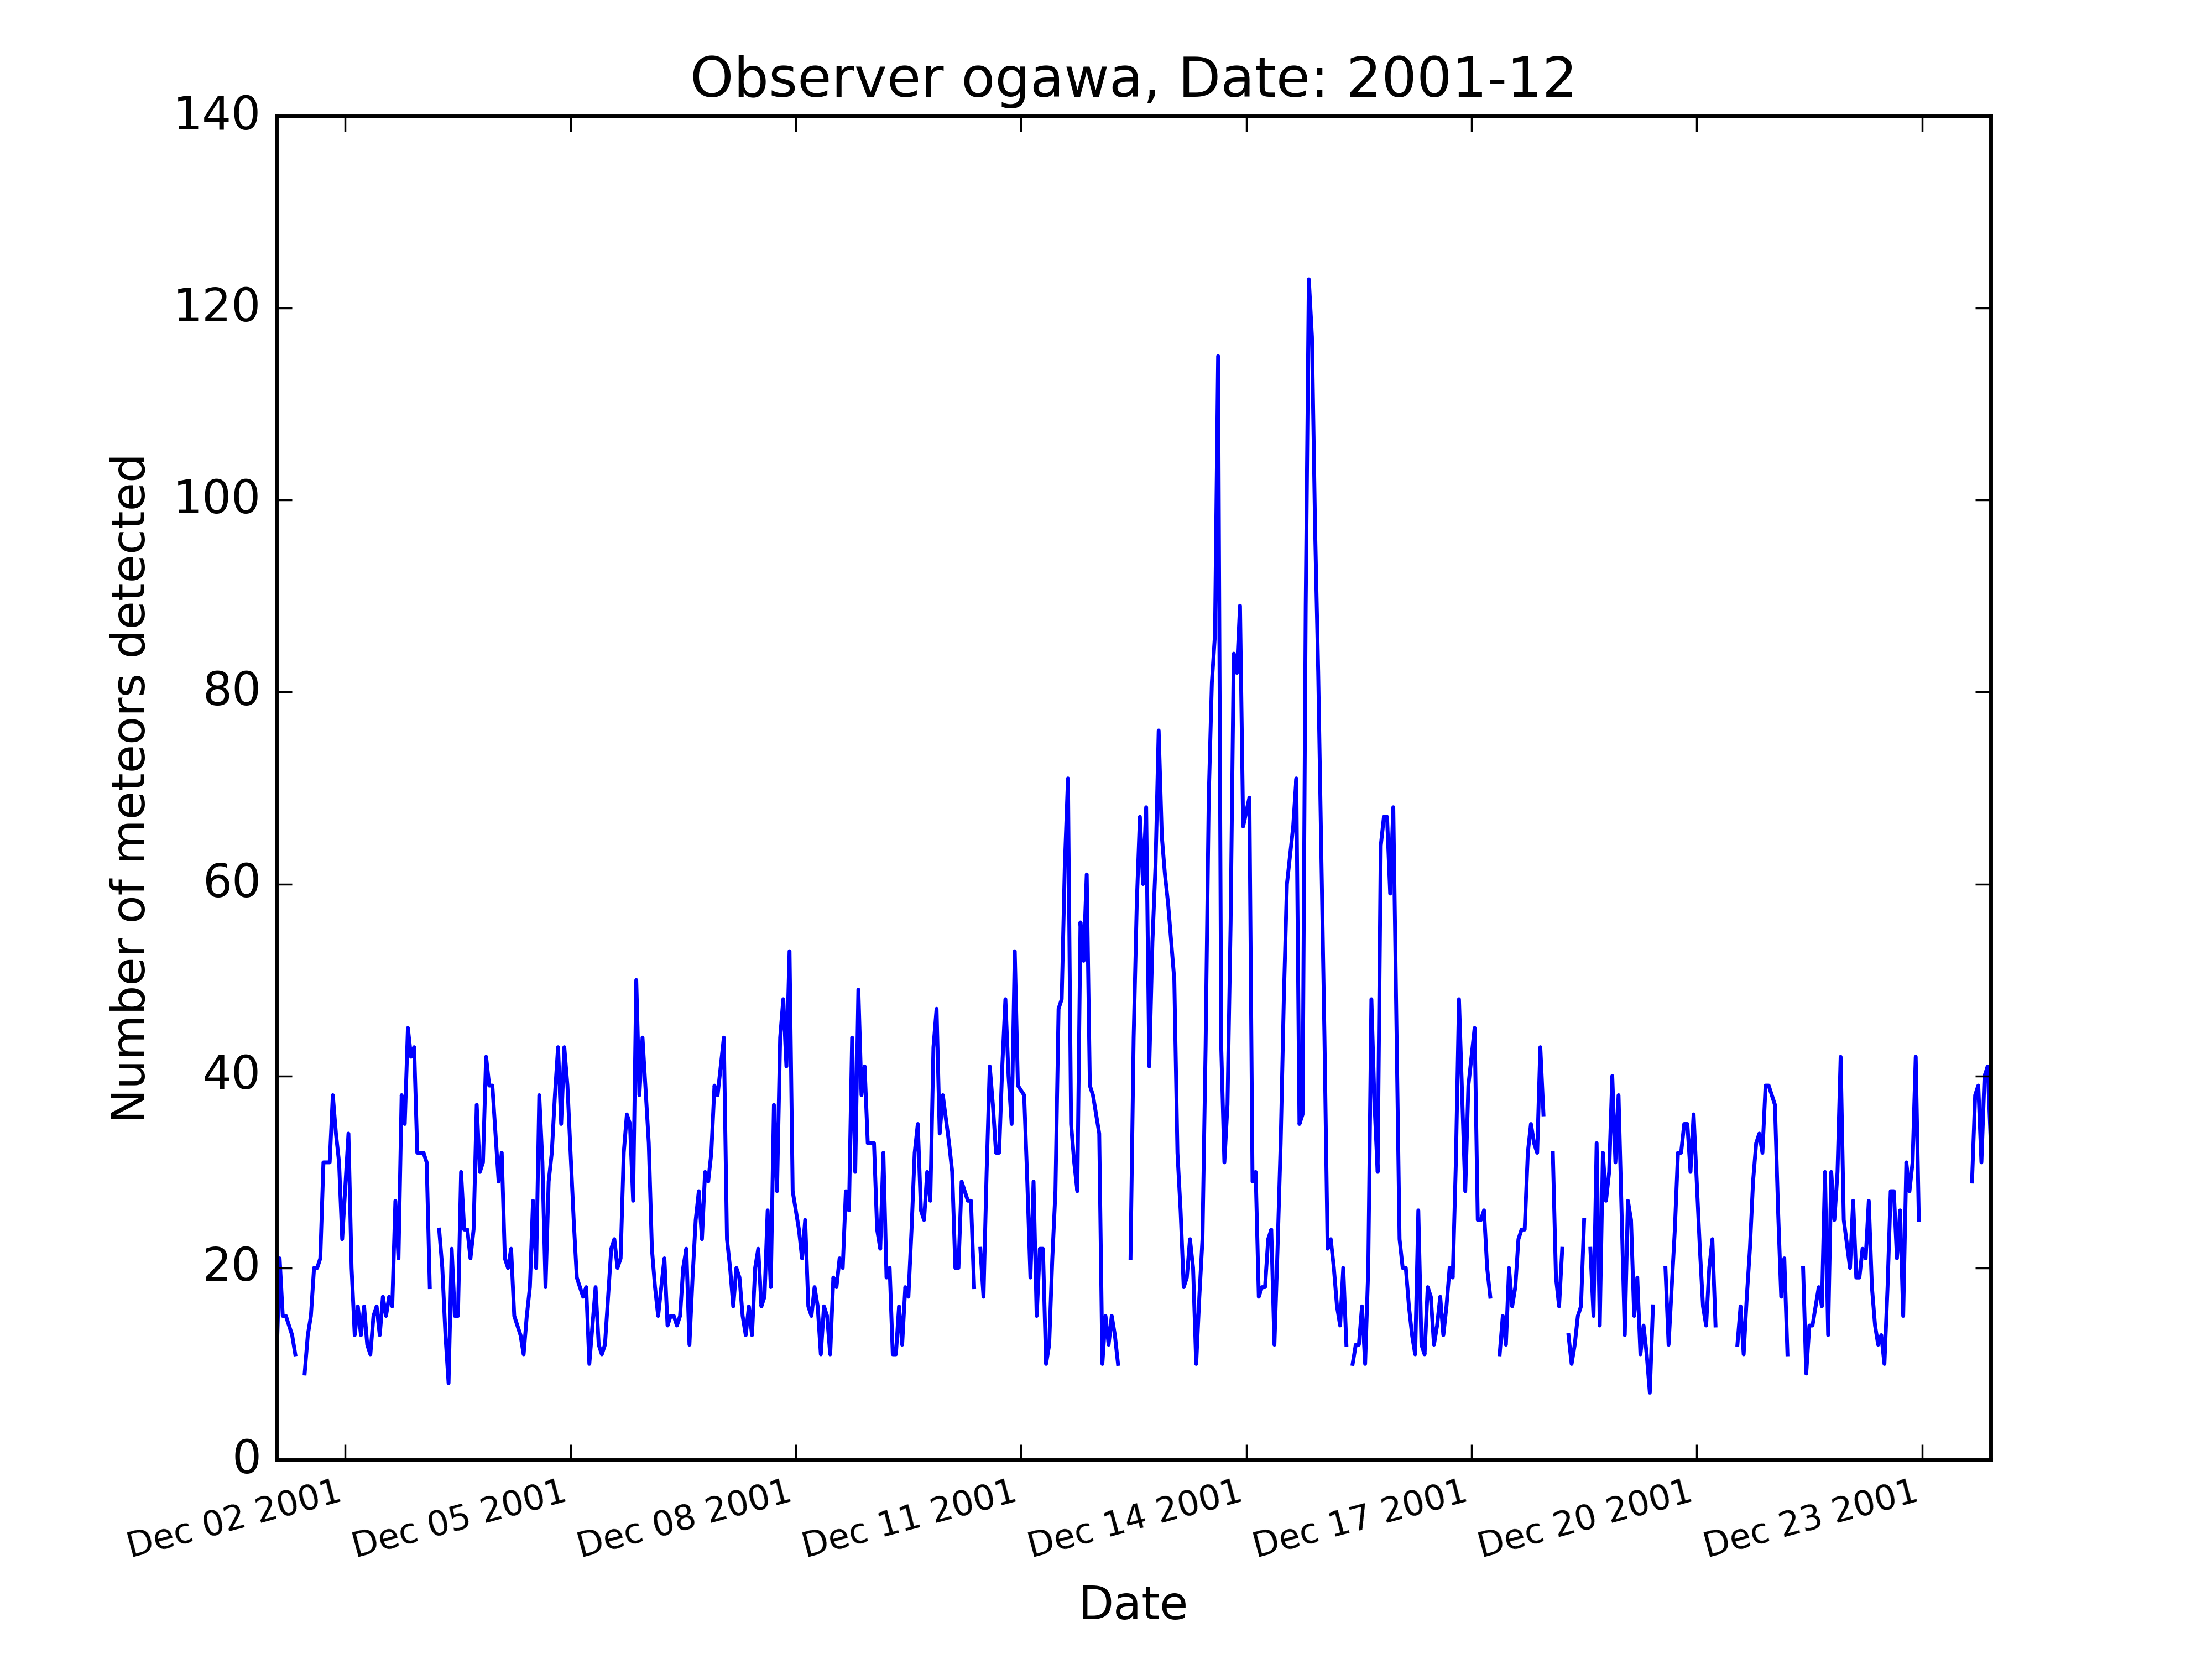 Observer ogawa, Date: 2001-12
140
120
100
80
60
40
20
0
Number of meteors detected
Dec 02 2001
Dec 05 2001
Dec 08 2001
Dec 11 2001
Dec 14 2001
Dec 17 2001
Dec 20 2001
Dec 23 2001
Date